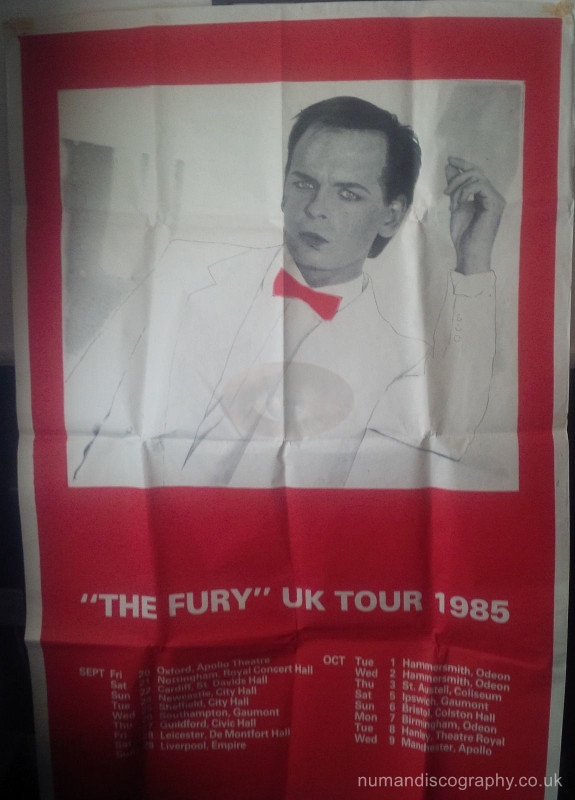 "THE FURY" UK TOUR 1985
SEPT Fri 20 Oxford, Apollo Theatre
Sat Nottingham, Royal Concert Hall
Sun Cardiff, St. Davids Hall
Tue Newcastle, City Hall
Wed Sheffield, City Hall
Thu Southampton, Gaumont
Fri Guildford, Civic Hall
Sat Leicester, De Montfort Hall
Sun Liverpool, Empire
OCT Tue 1 Hammersmith, Odeon
Wed 2 Hammersmith, Odeon
Thu 3 St. Austell, Coliseum
Sat 5 Ipswich, Gaumont
Sun 6 Bristol, Colston Hall
Mon 7 Birmingham, Odeon
Tue 8 Hanley, Theatre Royal
Wed 9 Manchester, Apollo
numandiscography.co.uk